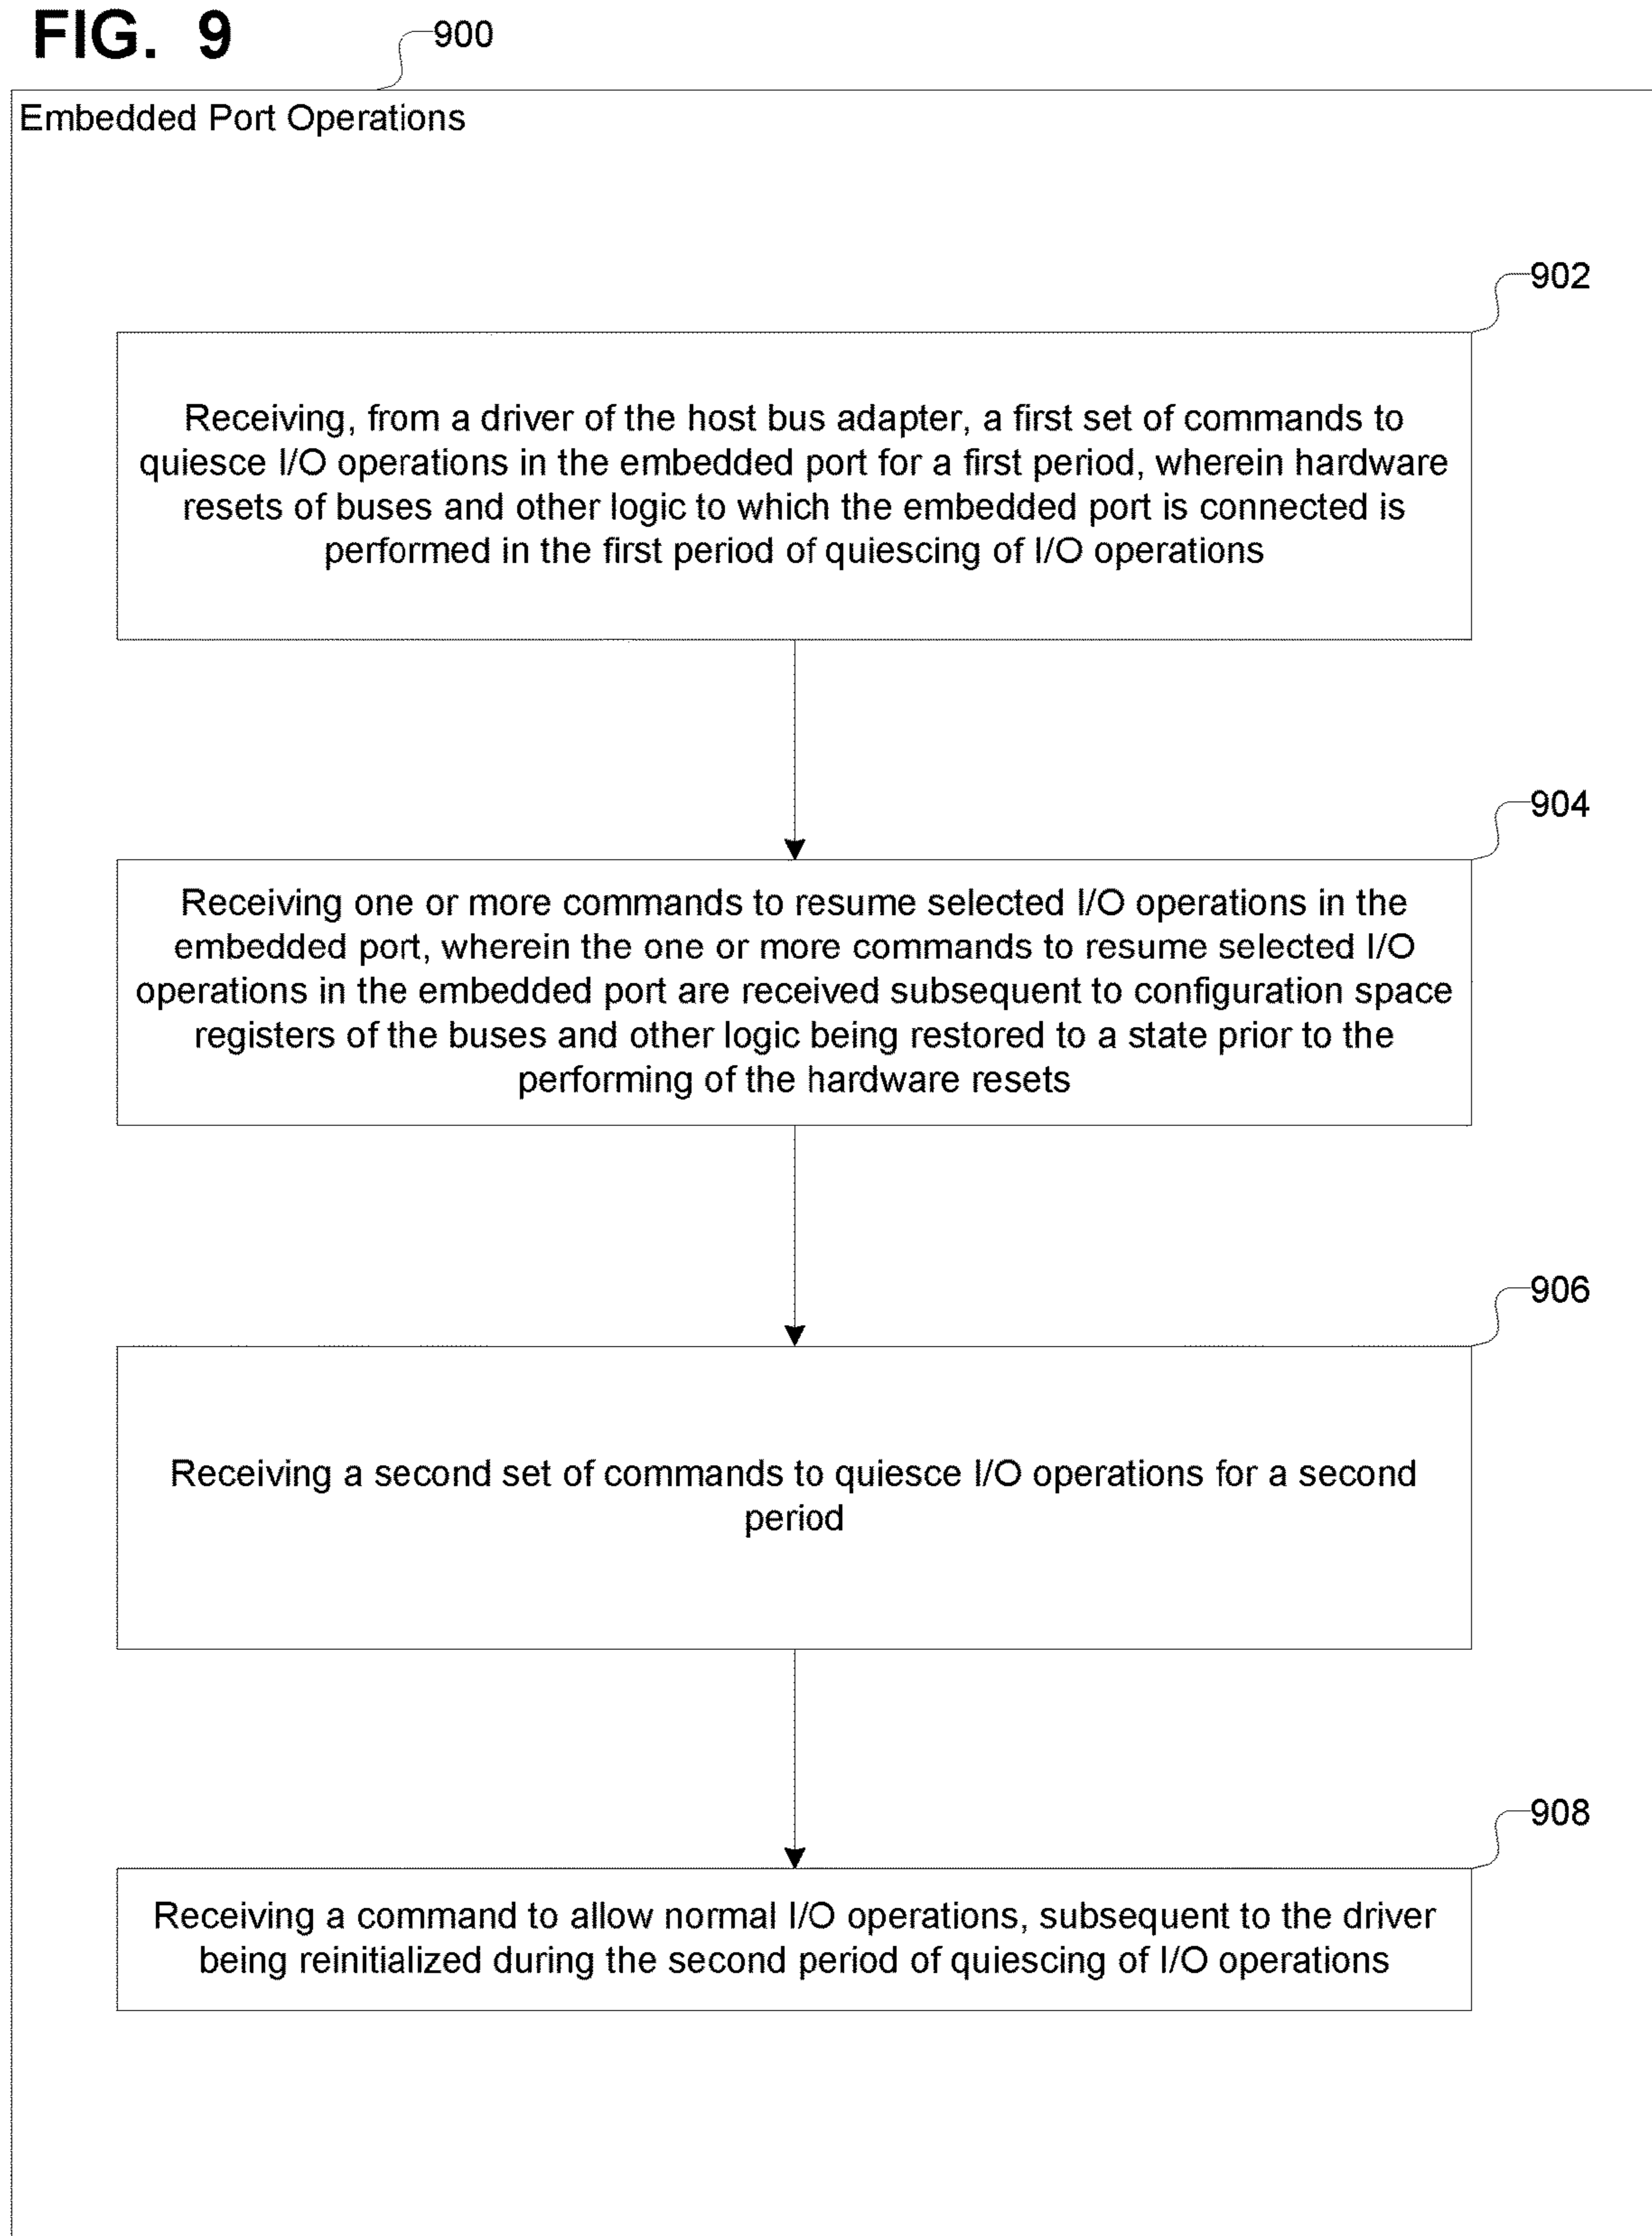 FIG. 9
900
Embedded Port Operations
902
Receiving, from a driver of the host bus adapter, a first set of commands to
quiesce I/O operations in the embedded port for a first period, wherein hardware
resets of buses and other logic to which the embedded port is connected is
performed in the first period of quiescing of I/O operations
904
Receiving one or more commands to resume selected I/O operations in the
embedded port, wherein the one or more commands to resume selected I/O
operations in the embedded port are received subsequent to configuration space
registers of the buses and other logic being restored to a state prior to the
performing of the hardware resets
906
Receiving a second set of commands to quiesce I/O operations for a second
period
908
Receiving a command to allow normal I/O operations, subsequent to the driver
being reinitialized during the second period of quiescing of I/O operations